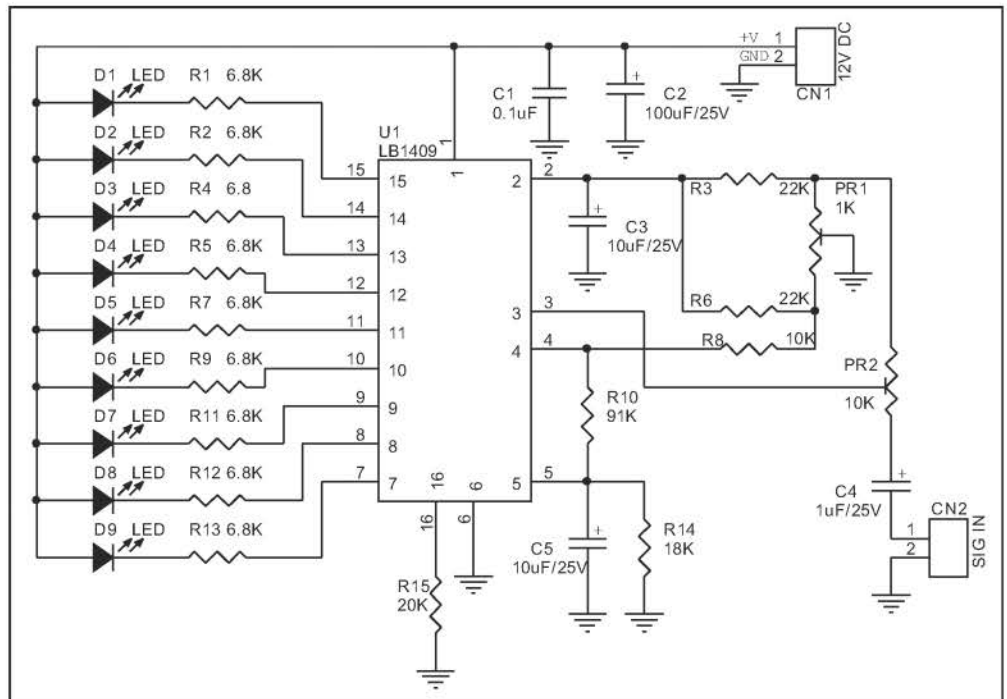 +V 1
GND 2
12V DC
CN1
D1 LED R1 6.8K
D2 LED R2 6.8K
D3 LED R4 6.8
D4 LED R5 6.8K
D5 LED R7 6.8K
D6 LED R9 6.8K
D7 LED R11 6.8K
D8 LED R12 6.8K
D9 LED R13 6.8K
C1
0.1uF
C2
+
100uF/25V
U1
LB1409
1
1
15 15
14 14
13 13
12 12
11 11
10 10
9 9
8 8
7 7
16 16
6 6
2 2
3 3
4 4
5 5
C3
+
10uF/25V
R3 22K
PR1
1K
R6 22K
R8 10K
PR2
10K
R10
91K
C4
+
1uF/25V
CN2
1
2
SIG IN
C5
+
10uF/25V
R14
18K
R15
20K